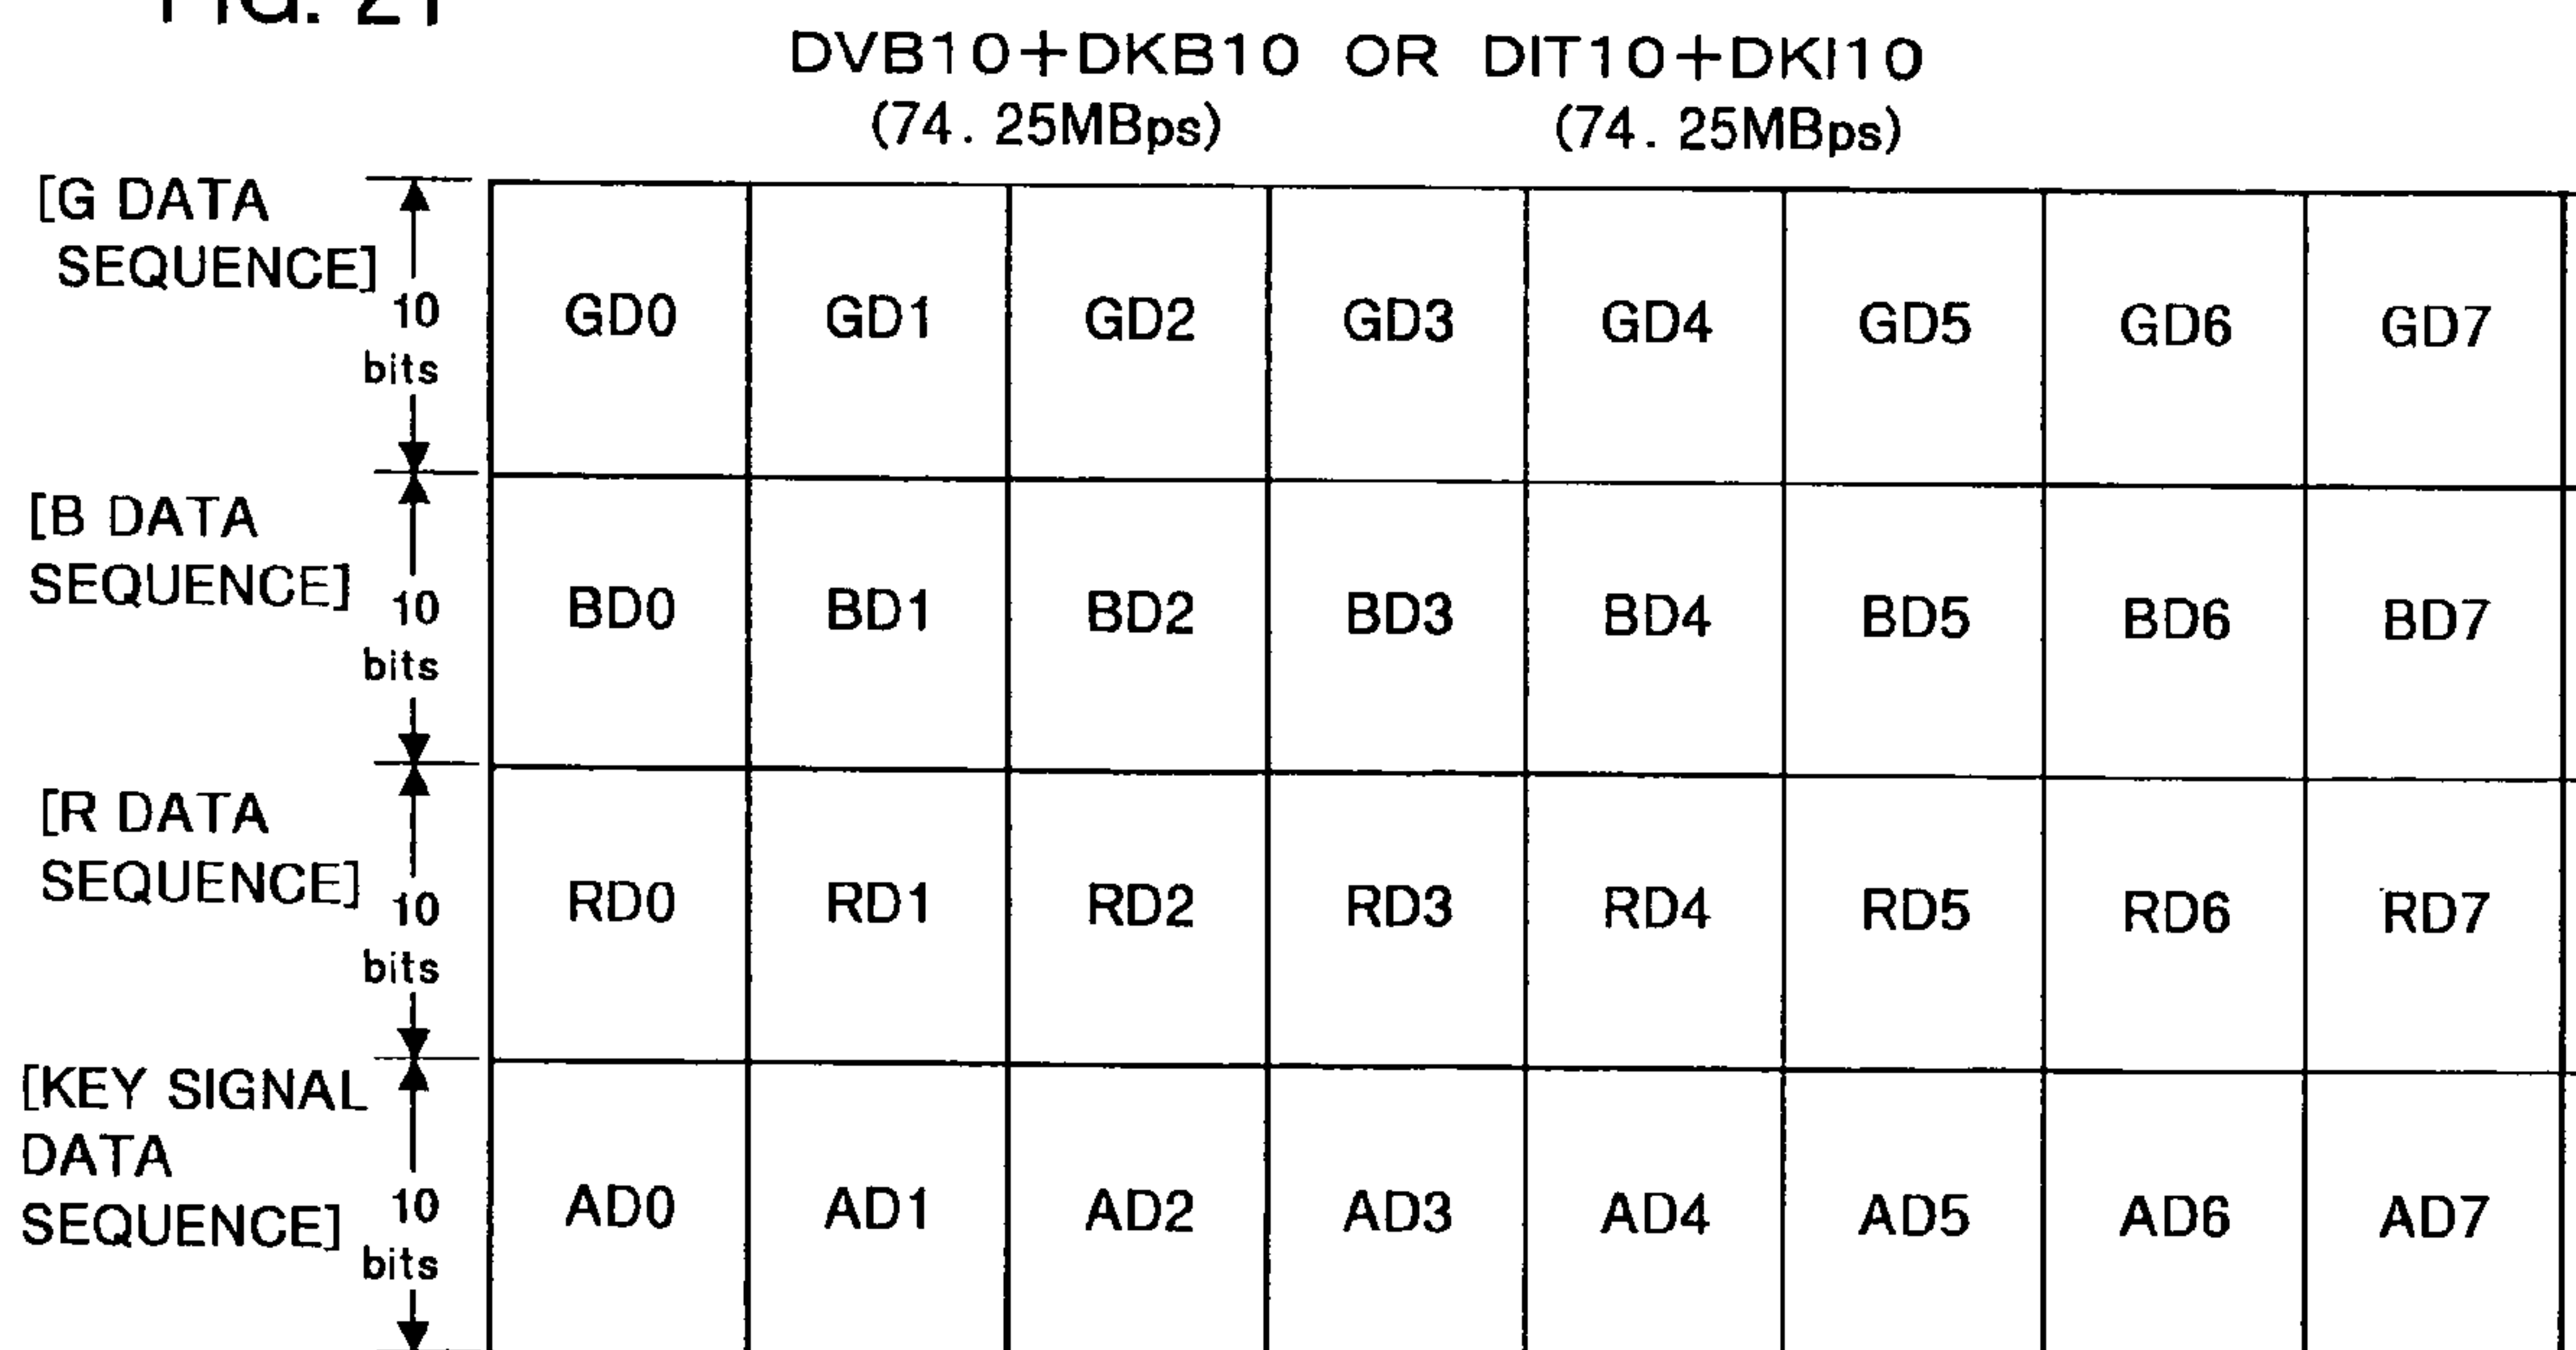 FIG. 21
DVB10+DKB10 OR DIT10+DKI10
(74. 25MBps) (74. 25MBps)
[G DATA
SEQUENCE]
10
bits
GD0 GD1 GD2 GD3 GD4 GD5 GD6 GD7
[B DATA
SEQUENCE]
10
bits
BD0 BD1 BD2 BD3 BD4 BD5 BD6 BD7
[R DATA
SEQUENCE]
10
bits
RD0 RD1 RD2 RD3 RD4 RD5 RD6 RD7
[KEY SIGNAL
DATA
SEQUENCE]
10
bits
AD0 AD1 AD2 AD3 AD4 AD5 AD6 AD7